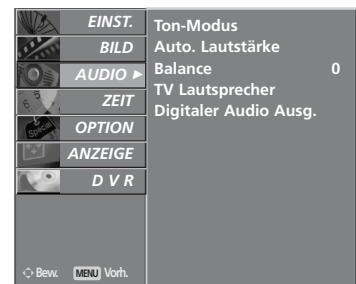 EINST.
BILD
AUDIO ►
ZEIT
OPTION
ANZEIGE
D V R
Bew. MENU Vorh.
Ton-Modus
Auto. Lautstärke
Balance 0
TV Lautsprecher
Digitaler Audio Ausg.